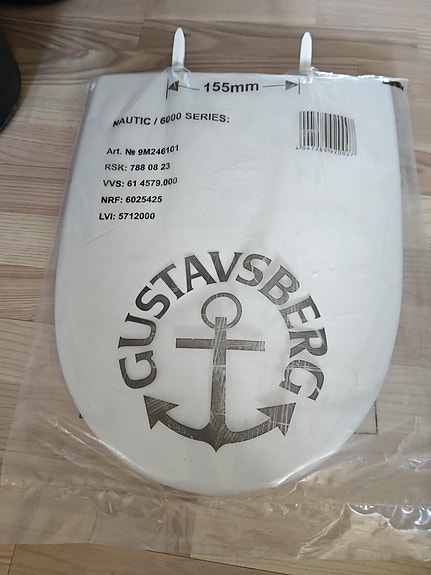 155mm
NAUTIC / 6000 SERIES:
Art. № 9M246101
RSK: 788 08 23
VVS: 61 4579.000
NRF: 6025425
LVI: 5712000
GUSTAVSBERG